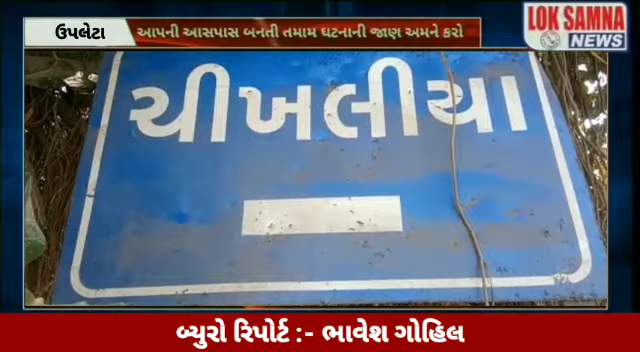 ઉપલેટા
આપની આસપાસ બનતી તમામ ઘટનાની જાણ અમને કરો
LOK SAMNA
NEWS
ચીખલીયા
બ્યુરો રિપોર્ટ :- ભાવેશ ગોહિલ